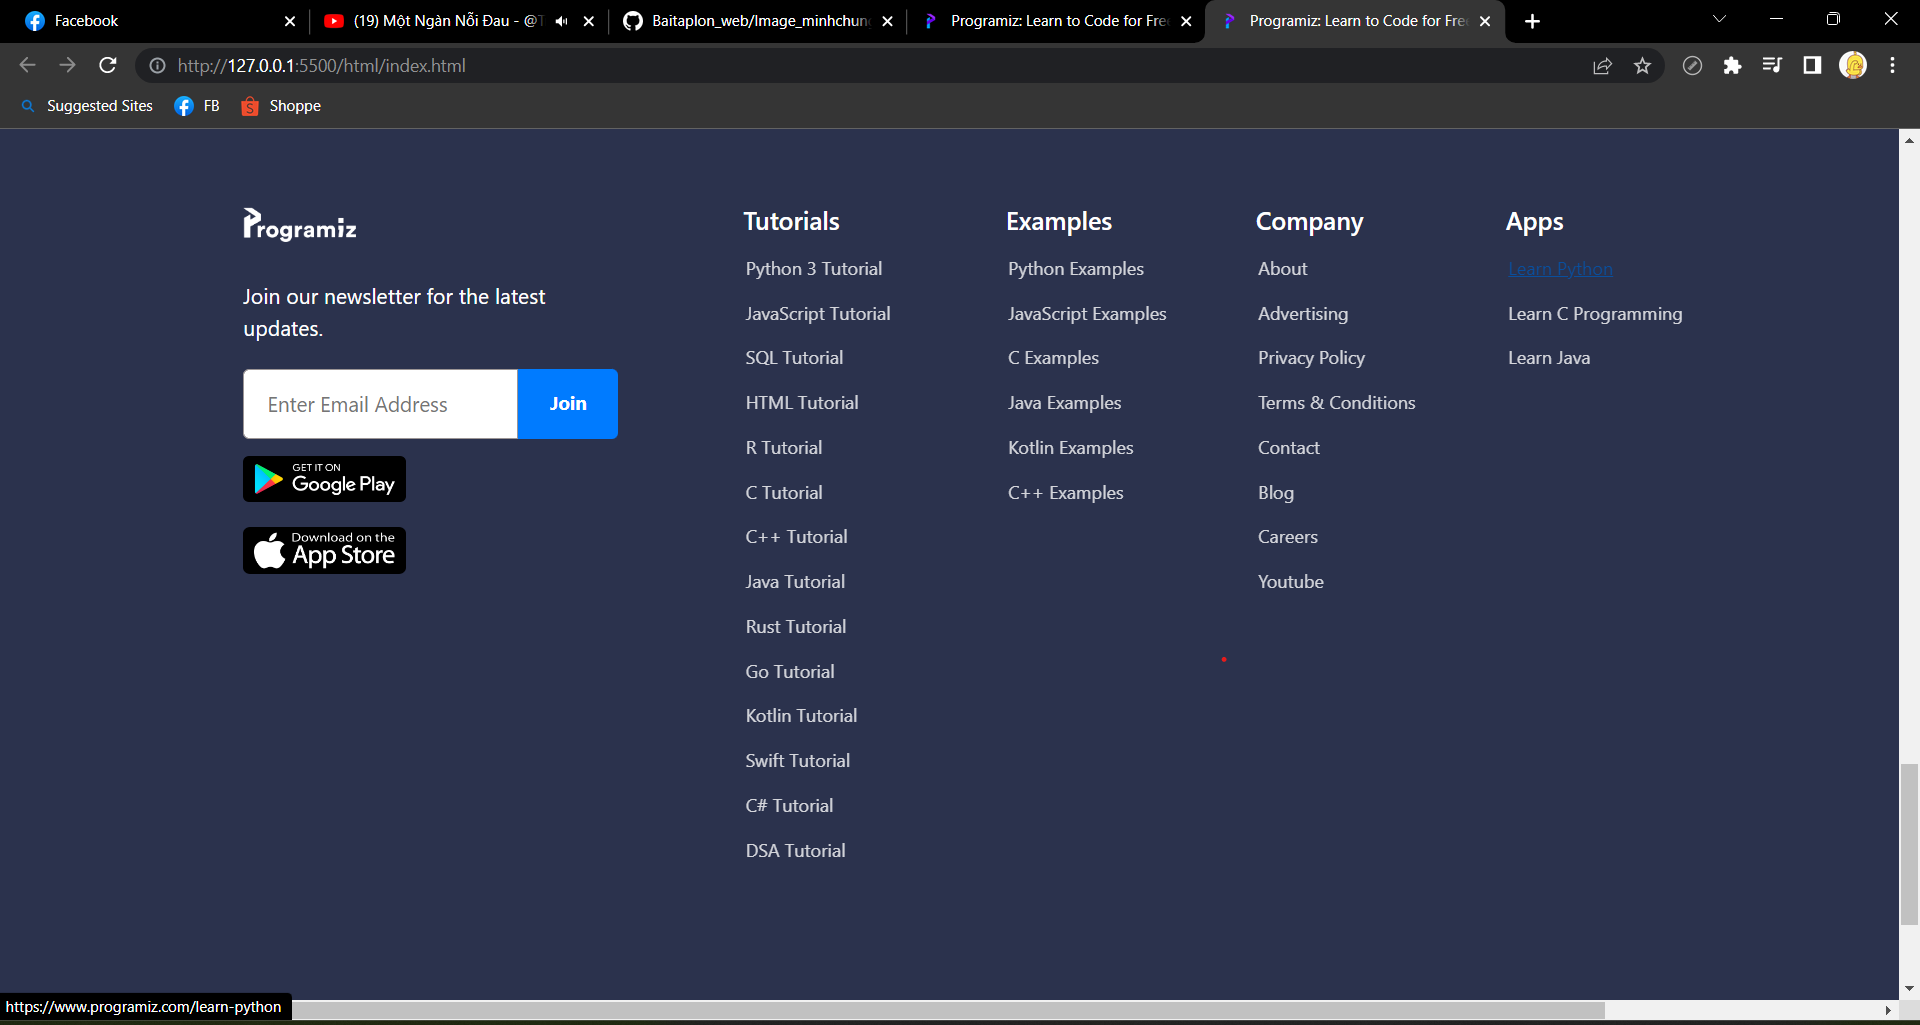 Facebook
(19) Một Ngàn Nỗi Đau - @T
Baitaplon_web/Image_minhchun
Programiz: Learn to Code for Fre
Programiz: Learn to Code for Fre
http://127.0.0.1:5500/html/index.html
Suggested Sites
FB
Shoppe
Programiz
Join our newsletter for the latest
updates.
Enter Email Address
Join
GET IT ON
Google Play
Download on the
App Store
Tutorials
Python 3 Tutorial
JavaScript Tutorial
SQL Tutorial
HTML Tutorial
R Tutorial
C Tutorial
C++ Tutorial
Java Tutorial
Rust Tutorial
Go Tutorial
Kotlin Tutorial
Swift Tutorial
C# Tutorial
DSA Tutorial
Examples
Python Examples
JavaScript Examples
C Examples
Java Examples
Kotlin Examples
C++ Examples
Company
About
Advertising
Privacy Policy
Terms & Conditions
Contact
Blog
Careers
Youtube
Apps
Learn Python
Learn C Programming
Learn Java
https://www.programiz.com/learn-python